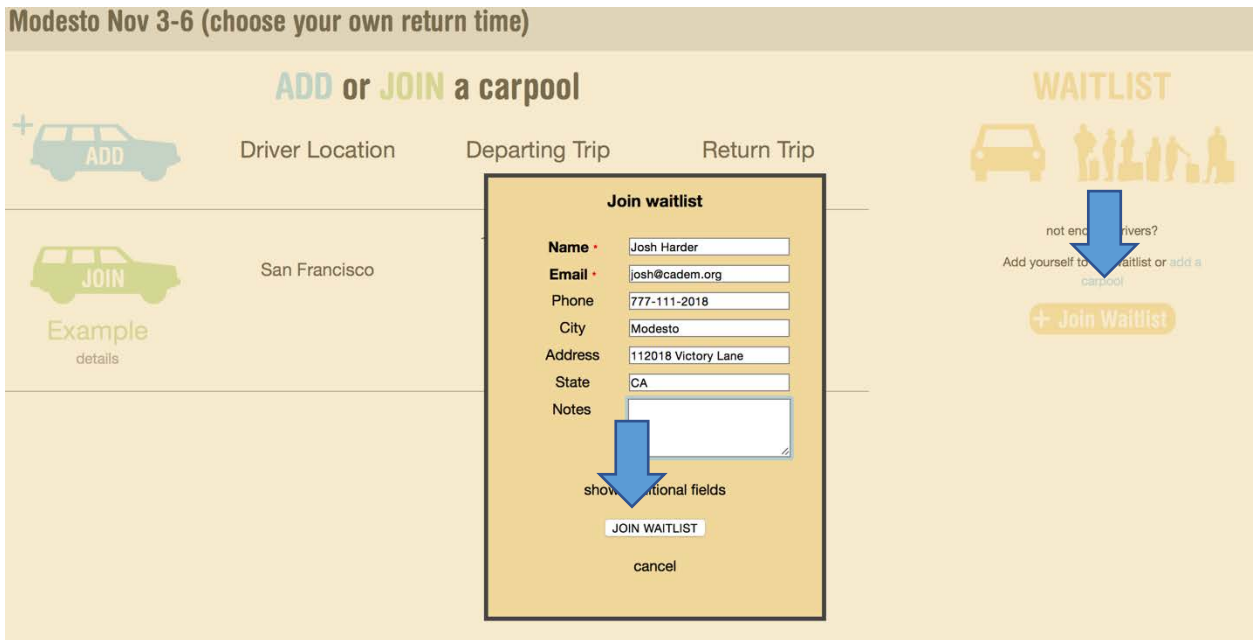 Modesto Nov 3-6 (choose your own return time)
ADD or JOIN a carpool
WAITLIST
+ ADD
Driver Location
Departing Trip
Return Trip
JOIN
Example
details
San Francisco
Join waitlist
Name * Josh Harder
Email * josh@cadem.org
Phone 777-111-2018
City Modesto
Address 112018 Victory Lane
State CA
Notes
show fields
JOIN WAITLIST
cancel
not
Add yourself to or add a
carpool
+ Join Waitlist